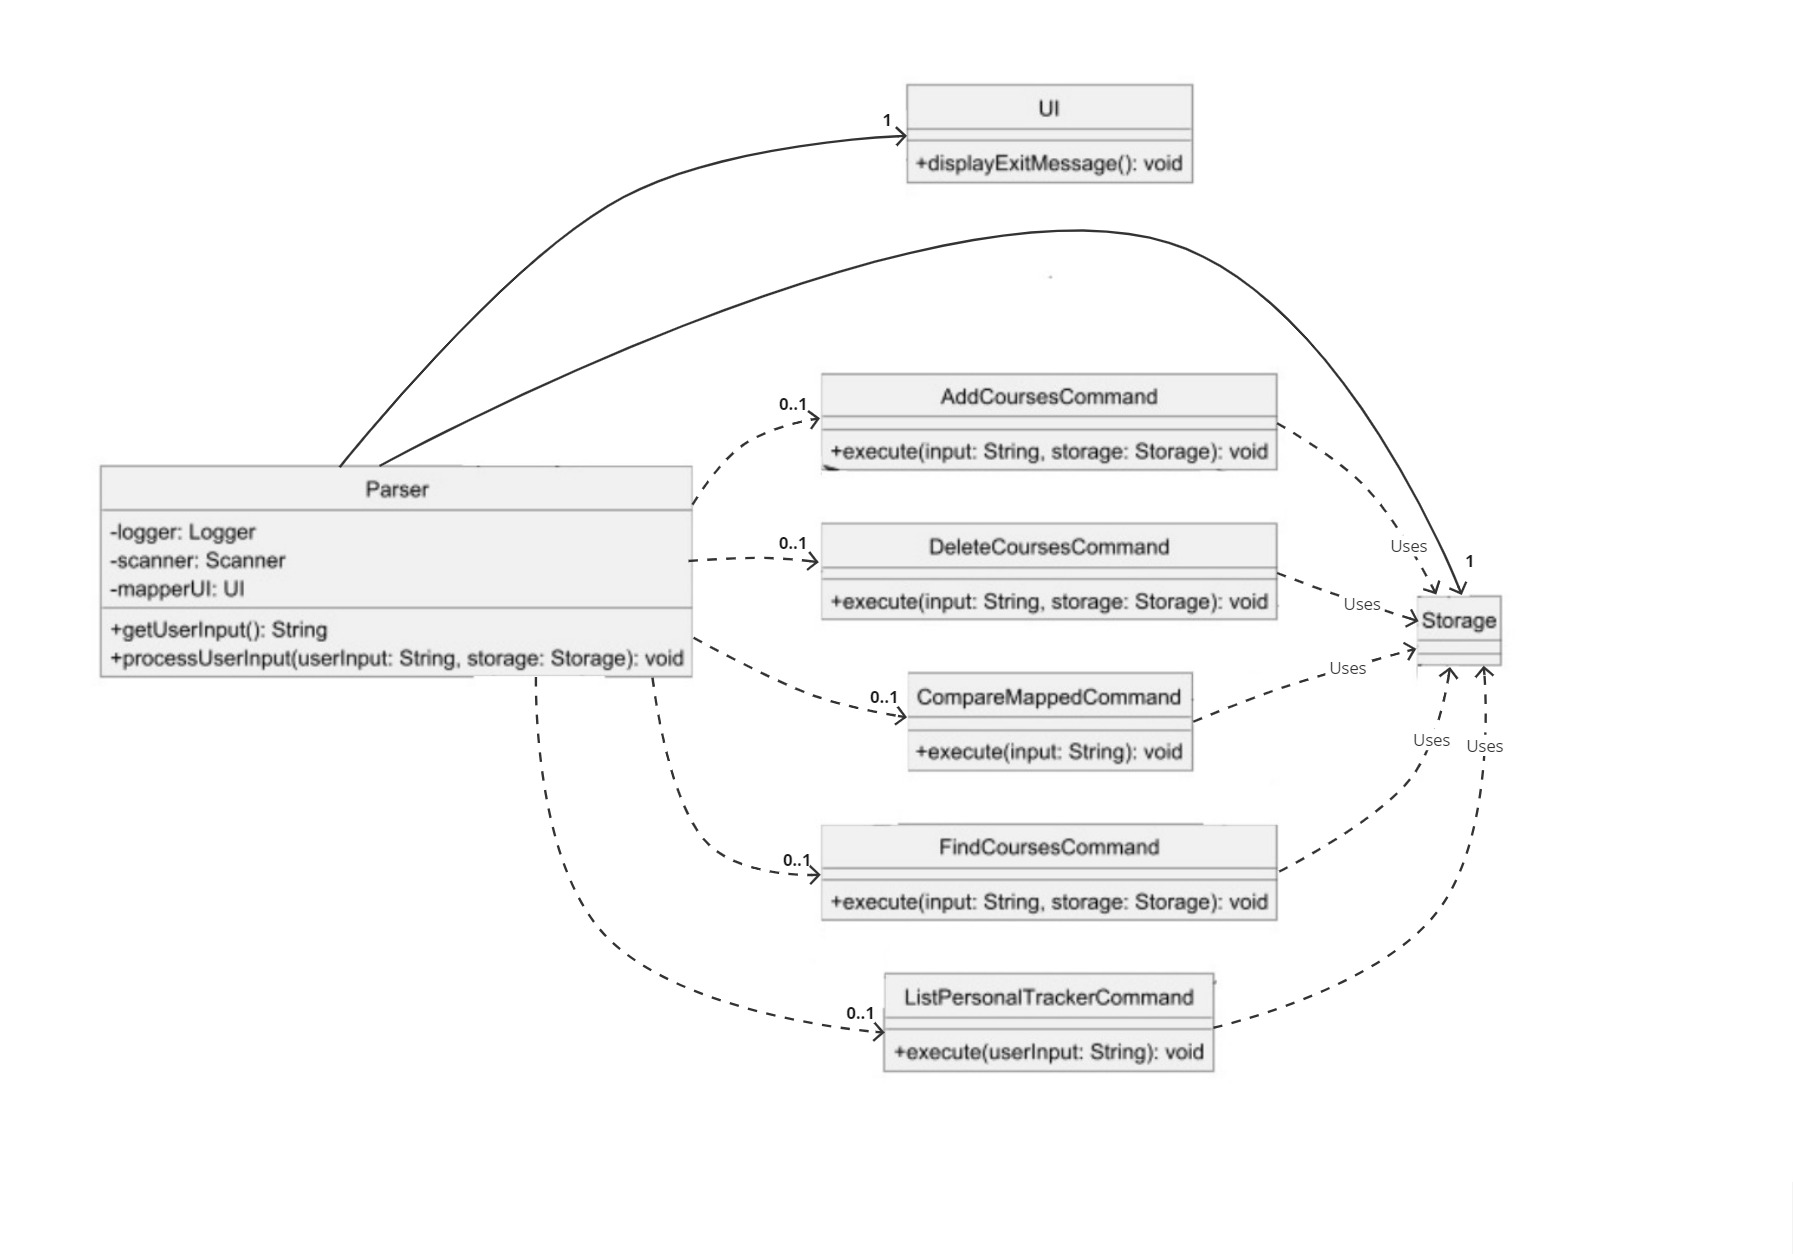 UI
+displayExitMessage(): void
1
AddCoursesCommand
+execute(input: String, storage: Storage): void
0..1
Parser
-logger: Logger
-scanner: Scanner
-mapperUI: UI
+getUserInput(): String
+processUserInput(userInput: String, storage: Storage): void
DeleteCoursesCommand
+execute(input: String, storage: Storage): void
0..1
Uses
1
Uses
Storage
Uses
0..1
CompareMappedCommand
+execute(input: String): void
Uses
Uses
FindCoursesCommand
+execute(input: String, storage: Storage): void
0..1
ListPersonalTrackerCommand
+execute(userInput: String): void
0..1